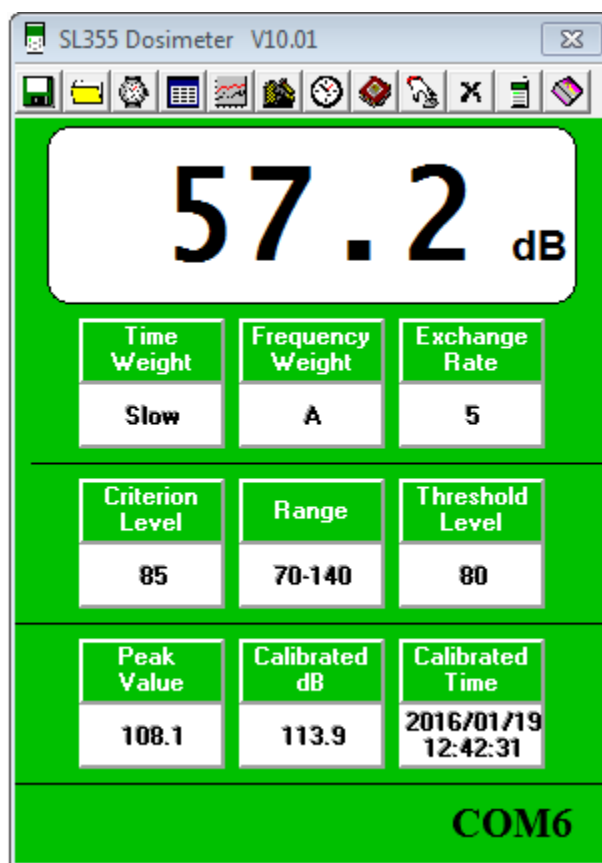 SL355 Dosimeter V10.01
57.2 dB
Time Weight
Frequency Weight
Exchange Rate
Slow
A
5
Criterion Level
Range
Threshold Level
85
70-140
80
Peak Value
Calibrated dB
Calibrated Time
108.1
113.9
2016/01/19
12:42:31
COM6